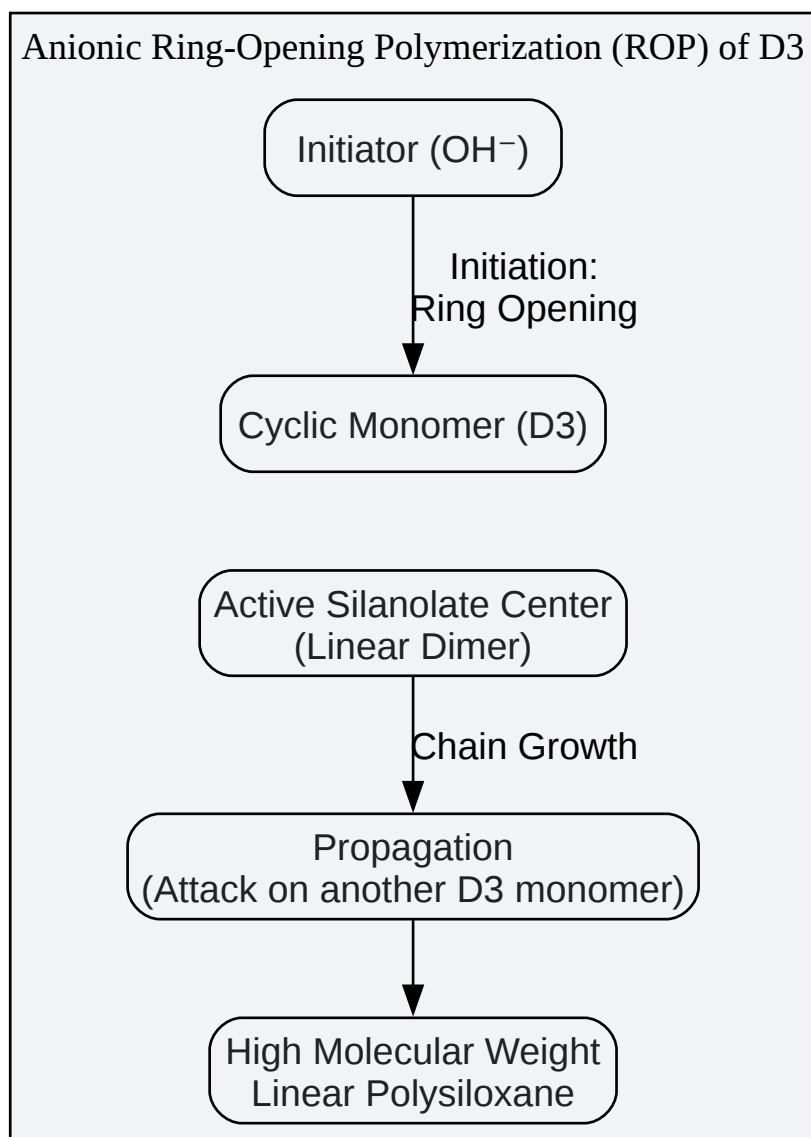 Anionic Ring-Opening Polymerization (ROP) of D3
Initiator (OH⁻)
Initiation:
Ring Opening
Cyclic Monomer (D3)
Active Silanolate Center
(Linear Dimer)
Chain Growth
Propagation
(Attack on another D3 monomer)
High Molecular Weight
Linear Polysiloxane